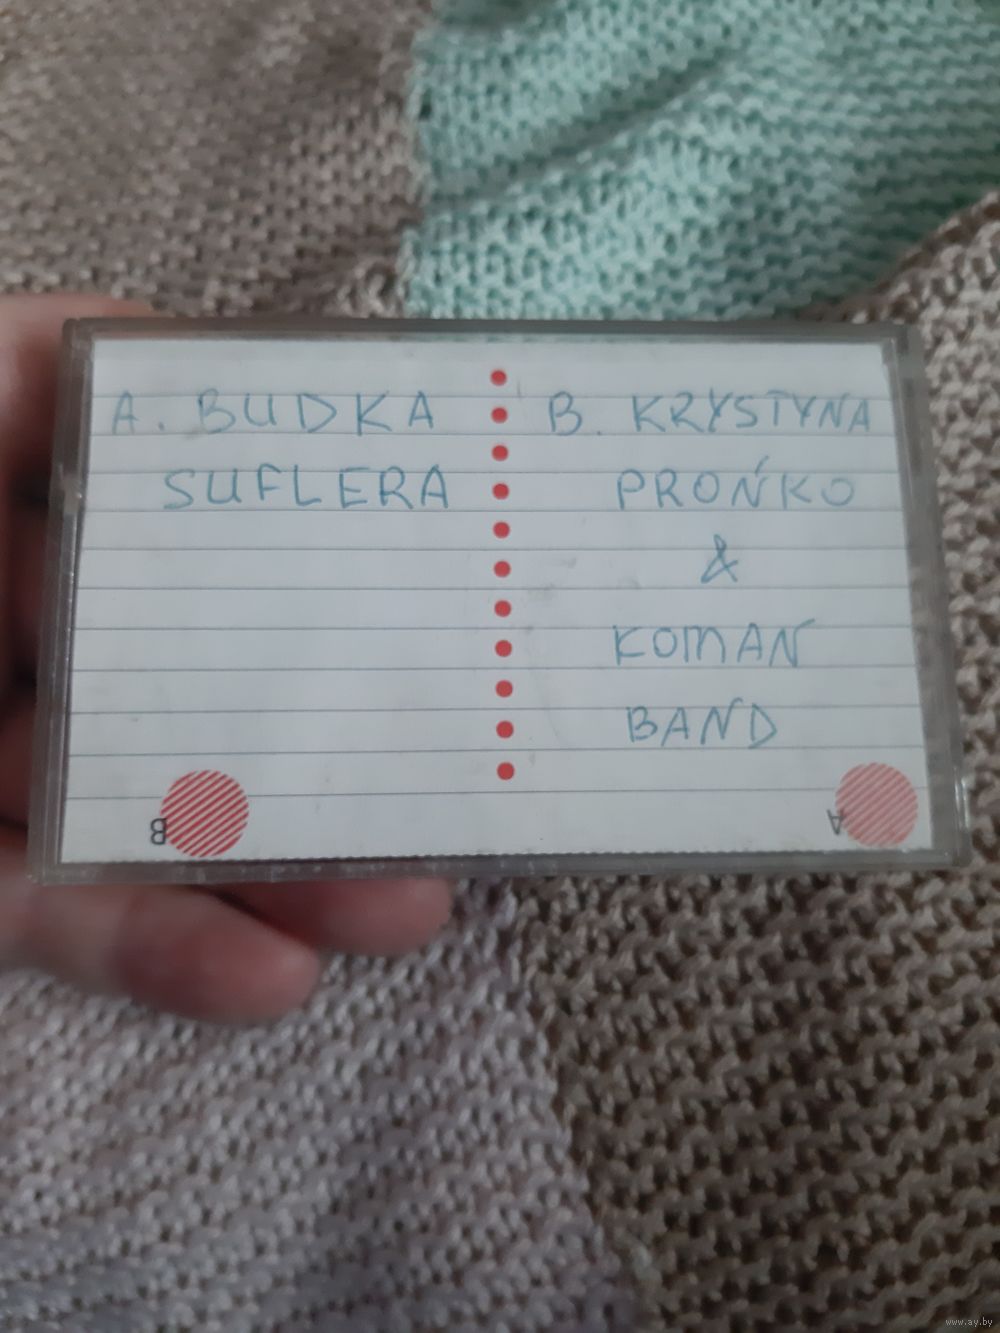 A. BUDKA
SUFLERA
B. KRYSTYNA
PROŃKO
&
KOMAN
BAND
B
A
www.ay.by